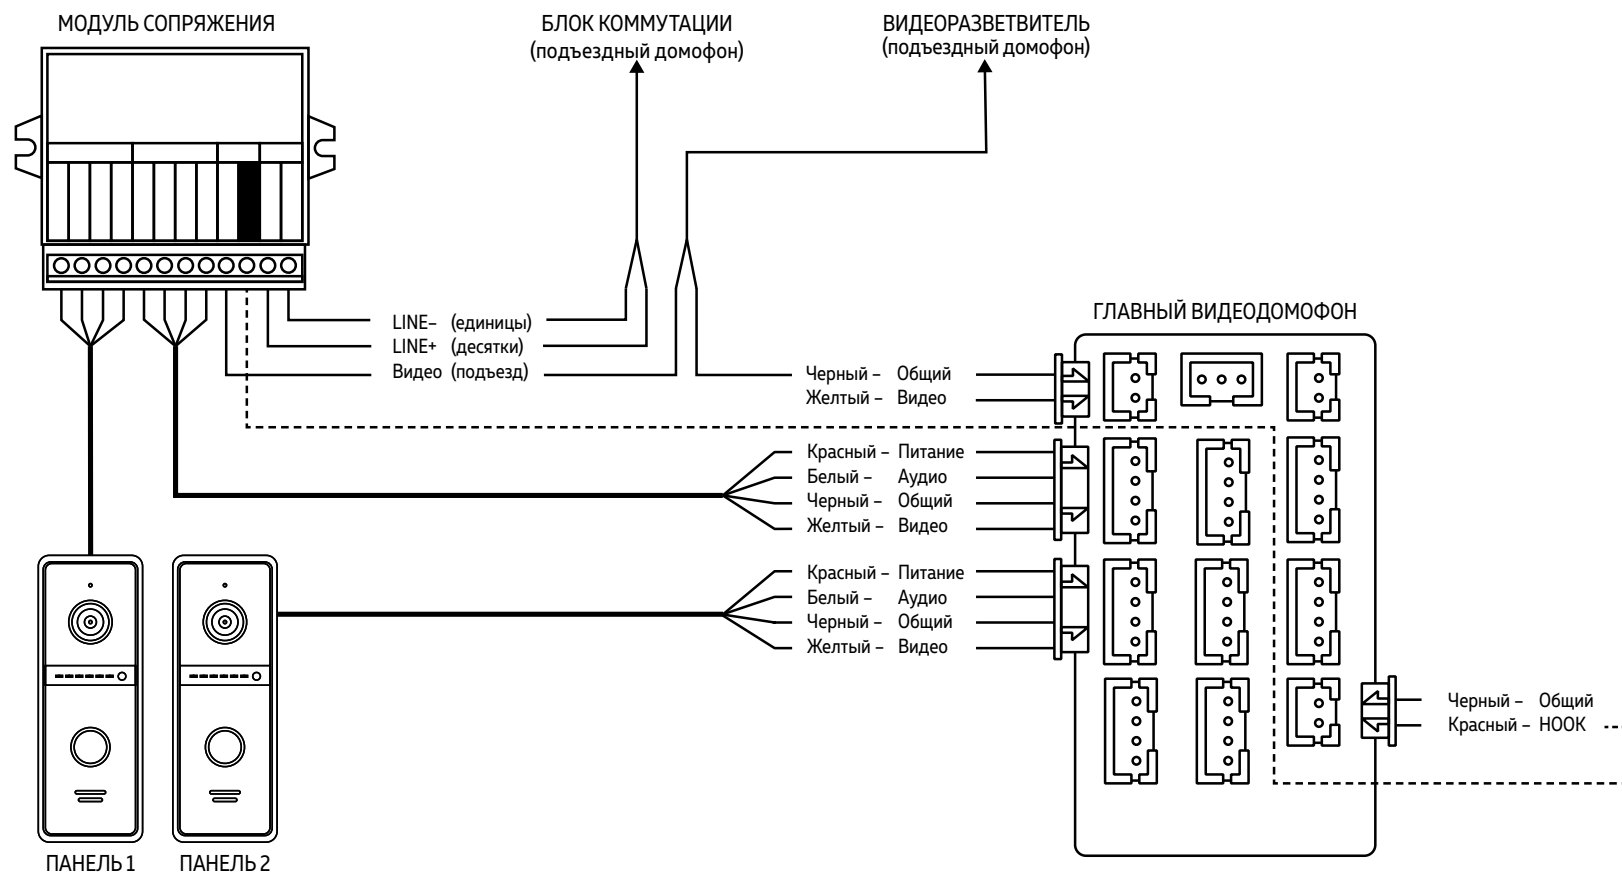 МОДУЛЬ СОПРЯЖЕНИЯ
БЛОК КОММУТАЦИИ
(подъездный домофон)
ВИДЕОРАЗВЕТВИТЕЛЬ
(подъездный домофон)
LINE– (единицы)
LINE+ (десятки)
Видео (подъезд)
ГЛАВНЫЙ ВИДЕОДОМОФОН
Черный – Общий
Желтый – Видео
Красный – Питание
Белый – Аудио
Черный – Общий
Желтый – Видео
Красный – Питание
Белый – Аудио
Черный – Общий
Желтый – Видео
Черный – Общий
Красный – HOOK
ПАНЕЛЬ 1
ПАНЕЛЬ 2